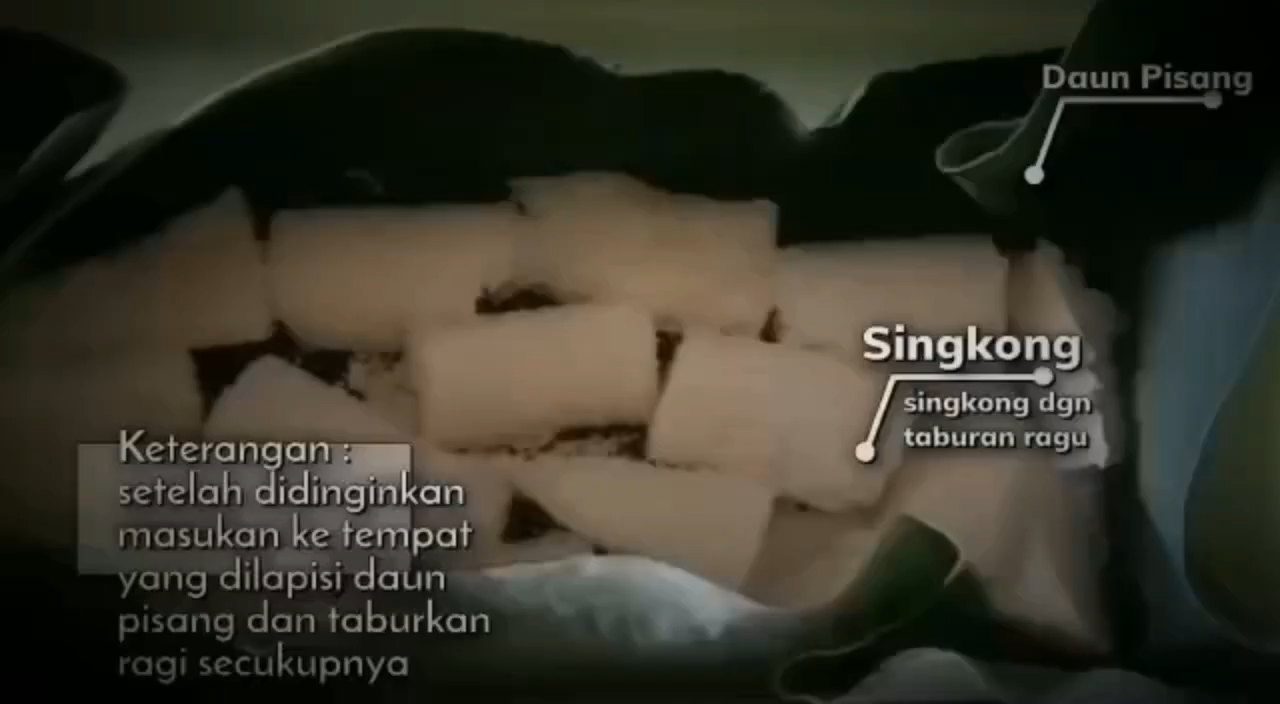 Daun Pisang
Singkong
singkong dgn
taburan ragu
Keterangan :
setelah didinginkan
masukan ke tempat
yang dilapisi daun
pisang dan taburkan
ragi secukupnya